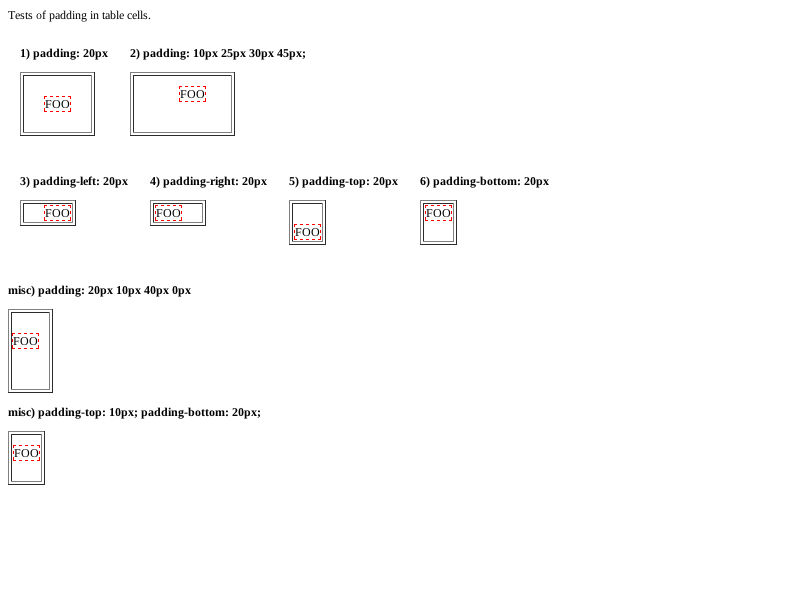 Tests of padding in table cells.
1) padding: 20px 2) padding: 10px 25px 30px 45px;
FOO FOO
3) padding-left: 20px 4) padding-right: 20px 5) padding-top: 20px 6) padding-bottom: 20px
FOO FOO FOO FOO
misc) padding: 20px 10px 40px 0px
FOO
misc) padding-top: 10px; padding-bottom: 20px;
FOO